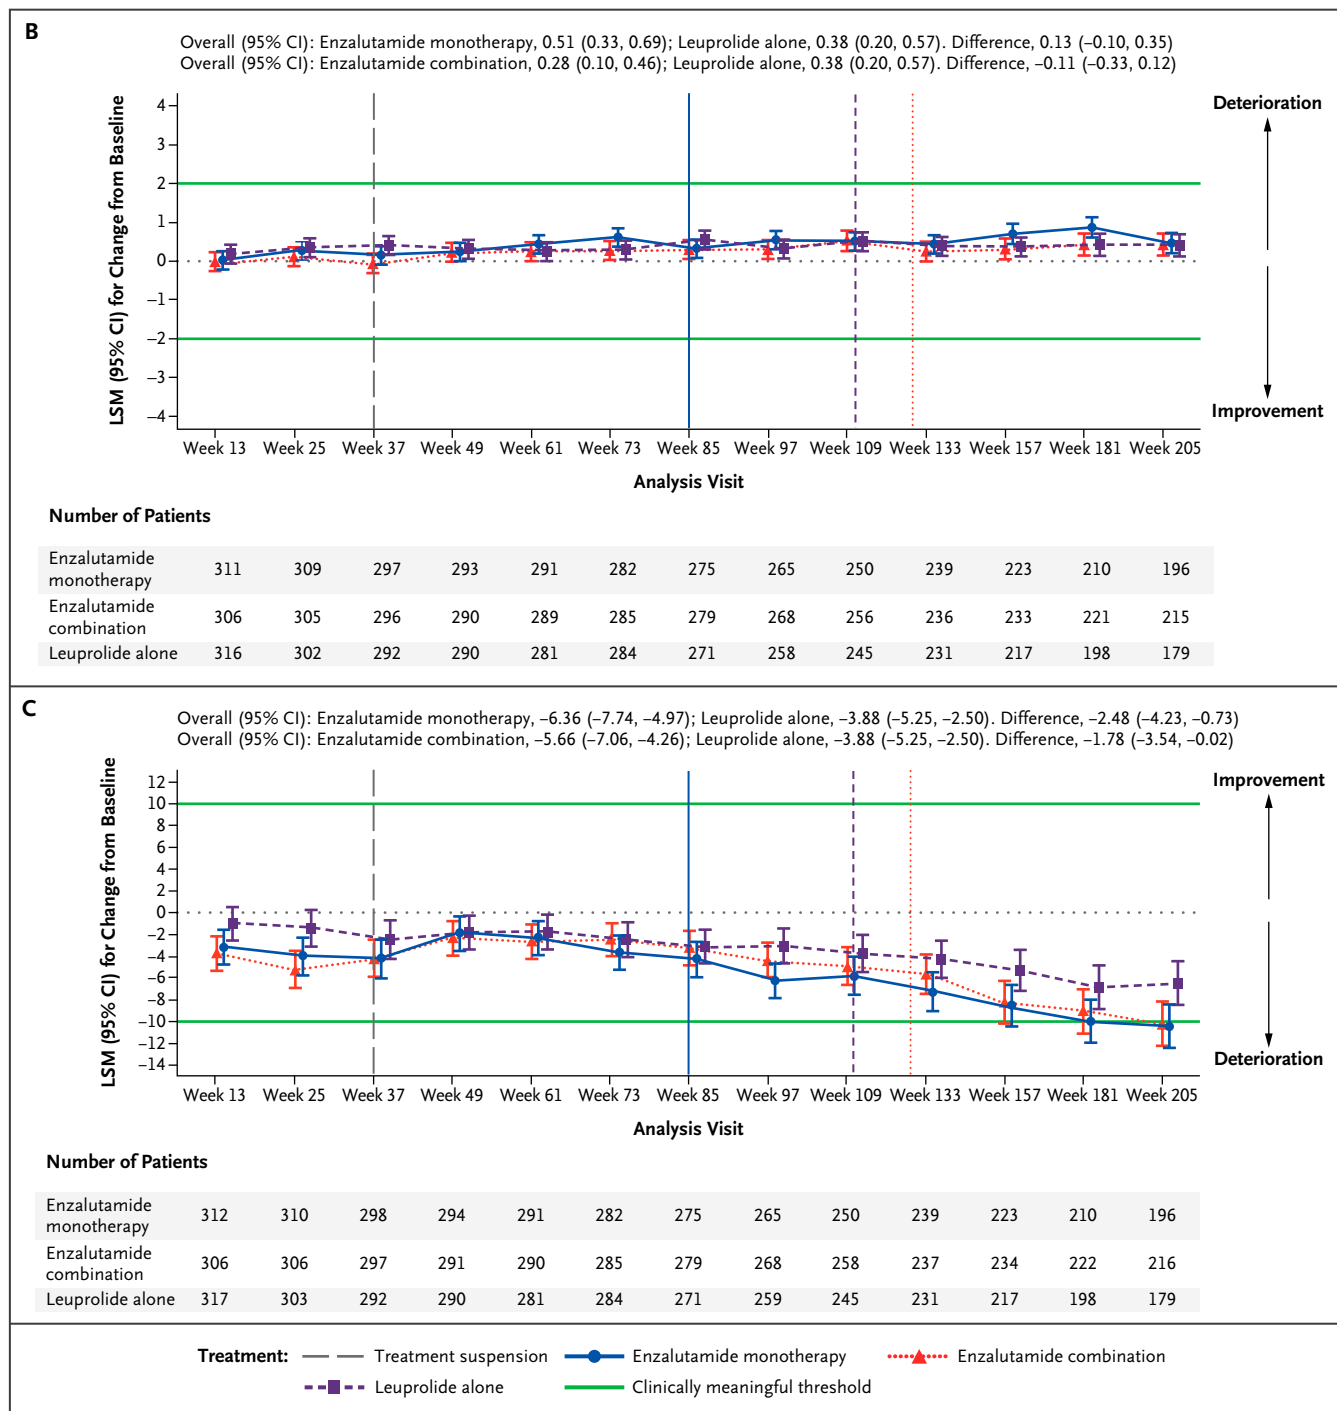 B
Overall (95% CI): Enzalutamide monotherapy, 0.51 (0.33, 0.69); Leuprolide alone, 0.38 (0.20, 0.57). Difference, 0.13 (–0.10, 0.35)
Overall (95% CI): Enzalutamide combination, 0.28 (0.10, 0.46); Leuprolide alone, 0.38 (0.20, 0.57). Difference, –0.11 (–0.33, 0.12)
LSM (95% CI) for Change from Baseline
4
3
2
1
0
–1
–2
–3
–4
Deterioration
Improvement
Week 13 Week 25 Week 37 Week 49 Week 61 Week 73 Week 85 Week 97 Week 109 Week 133 Week 157 Week 181 Week 205
Analysis Visit
Number of Patients
Enzalutamide
monotherapy 311 309 297 293 291 282 275 265 250 239 223 210 196
Enzalutamide
combination 306 305 296 290 289 285 279 268 256 236 233 221 215
Leuprolide alone 316 302 292 290 281 284 271 258 245 231 217 198 179
C
Overall (95% CI): Enzalutamide monotherapy, –6.36 (–7.74, –4.97); Leuprolide alone, –3.88 (–5.25, –2.50). Difference, –2.48 (–4.23, –0.73)
Overall (95% CI): Enzalutamide combination, –5.66 (–7.06, –4.26); Leuprolide alone, –3.88 (–5.25, –2.50). Difference, –1.78 (–3.54, –0.02)
LSM (95% CI) for Change from Baseline
12
10
8
6
4
2
0
–2
–4
–6
–8
–10
–12
–14
Improvement
Deterioration
Week 13 Week 25 Week 37 Week 49 Week 61 Week 73 Week 85 Week 97 Week 109 Week 133 Week 157 Week 181 Week 205
Analysis Visit
Number of Patients
Enzalutamide
monotherapy 312 310 298 294 291 282 275 265 250 239 223 210 196
Enzalutamide
combination 306 306 297 291 290 285 279 268 258 237 234 222 216
Leuprolide alone 317 303 292 290 281 284 271 259 245 231 217 198 179
Treatment: Treatment suspension Enzalutamide monotherapy Enzalutamide combination
Leuprolide alone Clinically meaningful threshold